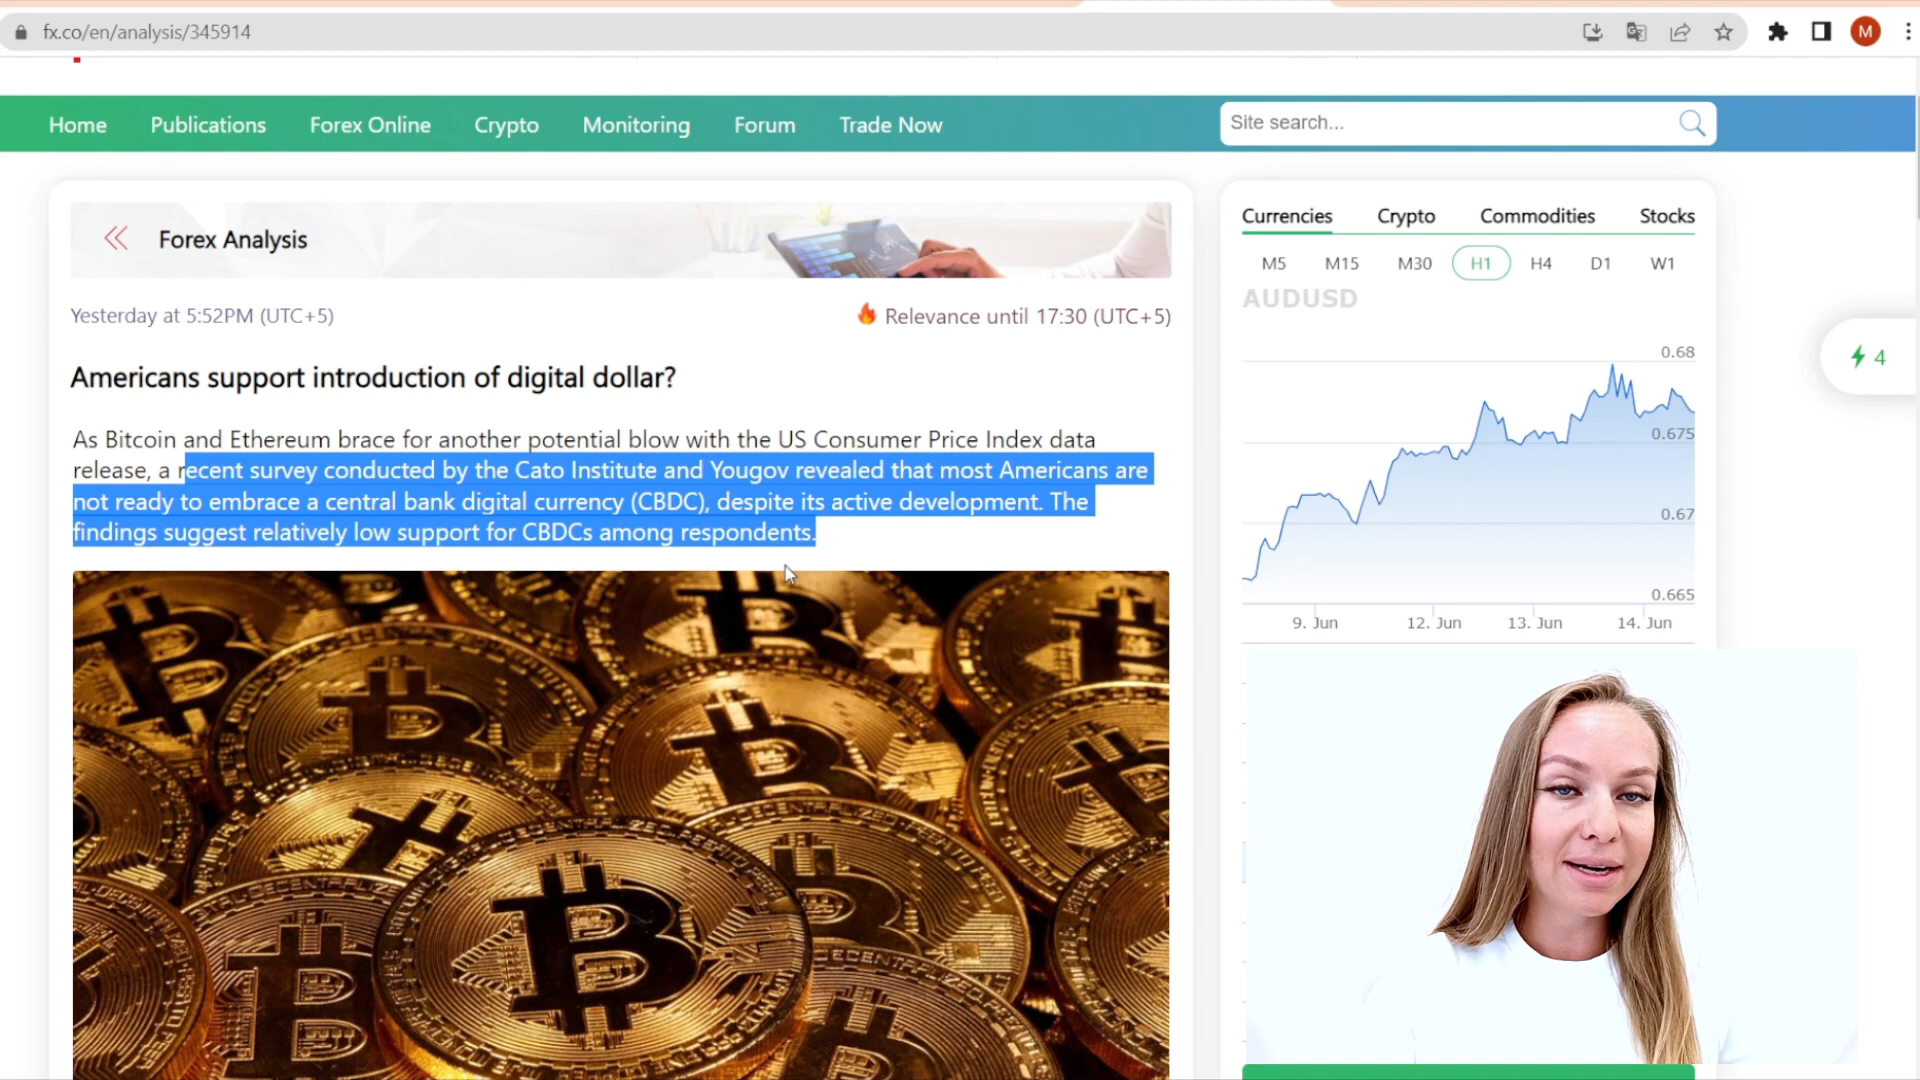 fx.co/en/analysis/345914
M
Home Publications Forex Online Crypto Monitoring Forum Trade Now
Site search...
Forex Analysis
Yesterday at 5:52PM (UTC+5)
Relevance until 17:30 (UTC+5)
Americans support introduction of digital dollar?
As Bitcoin and Ethereum brace for another potential blow with the US Consumer Price Index data
release, a recent survey conducted by the Cato Institute and Yougov revealed that most Americans are
not ready to embrace a central bank digital currency (CBDC), despite its active development. The
findings suggest relatively low support for CBDCs among respondents.
Currencies Crypto Commodities Stocks
M5 M15 M30 H1 H4 D1 W1
AUDUSD
0.68
0.675
0.67
0.665
9. Jun 12. Jun 13. Jun 14. Jun
4
DECENTRALIZED